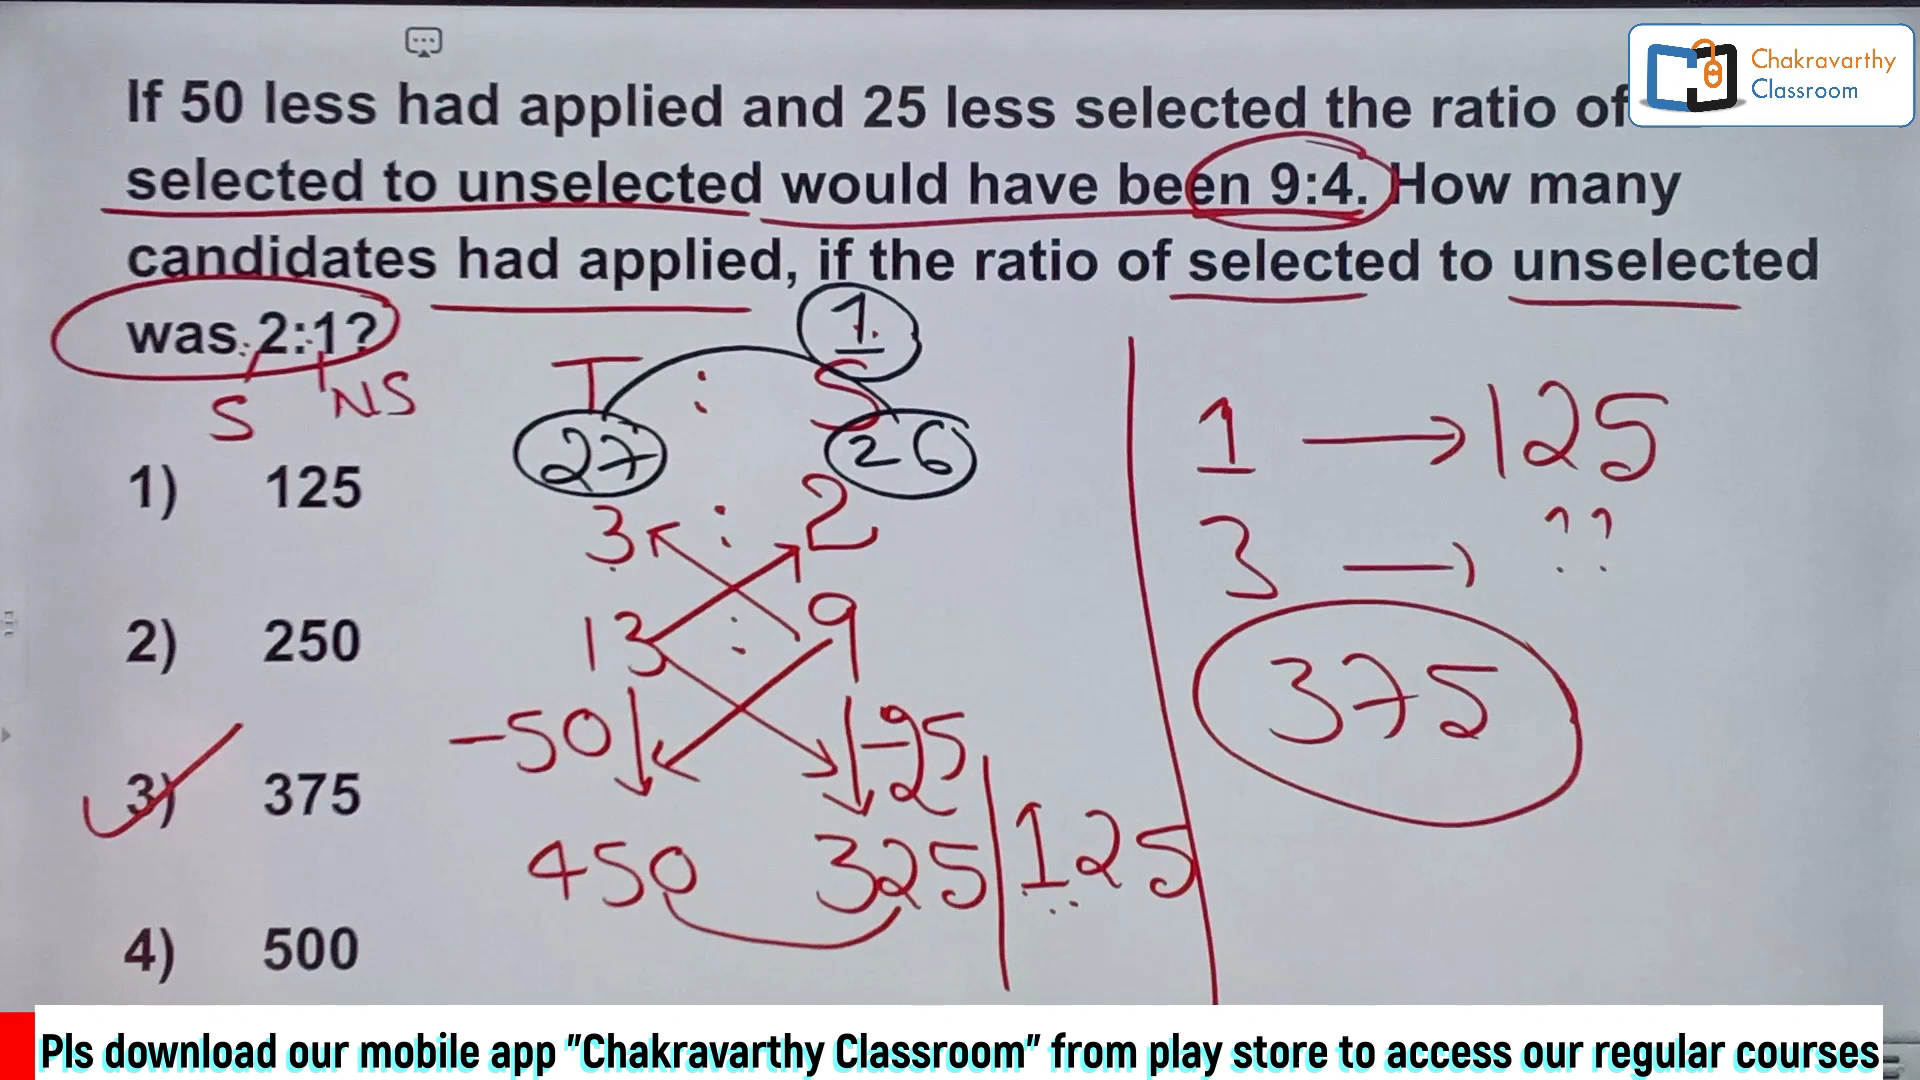 If 50 less had applied and 25 less selected the ratio of
selected to unselected would have been 9:4. How many
candidates had applied, if the ratio of selected to unselected
was 2:1?
S NS
1) 125
2) 250
3) 375
4) 500
1
T : S
27 26
3 : 2
13 : 9
-50 -25
450 325 125
1 → 125
3 → ??
375
Chakravarthy
Classroom
Pls download our mobile app "Chakravarthy Classroom" from play store to access our regular courses